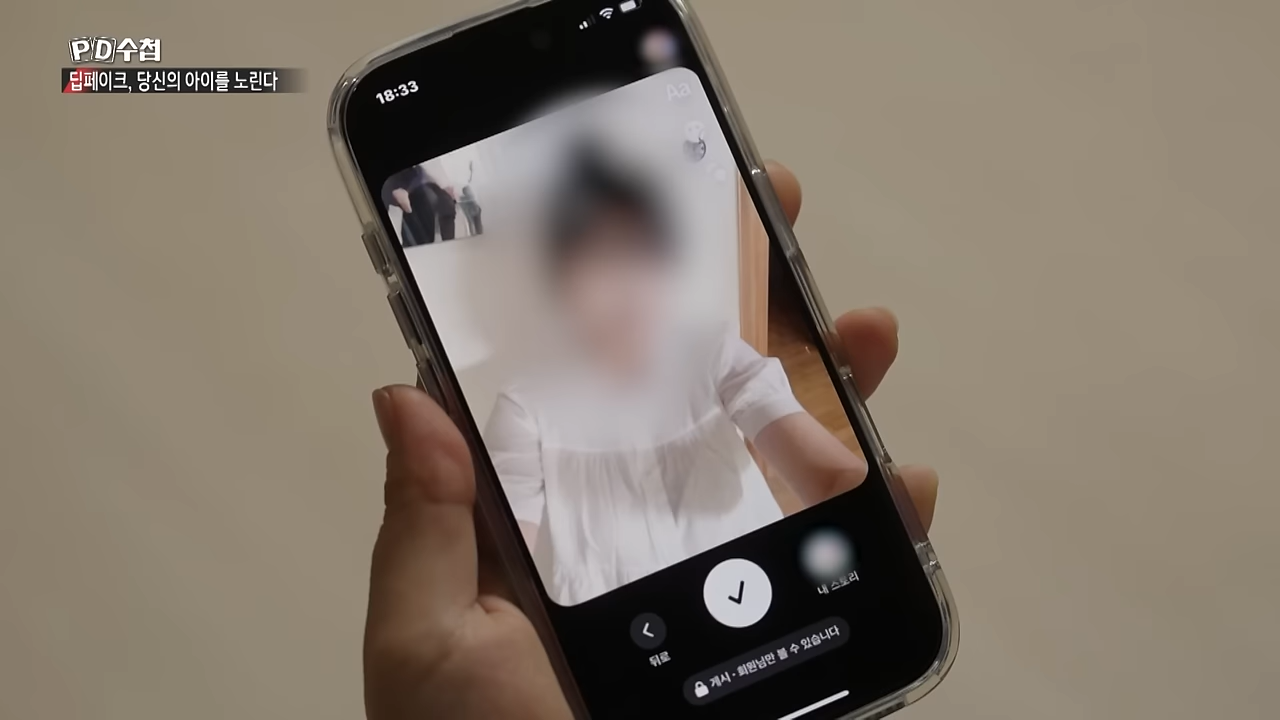 PD수첩
딥페이크, 당신의 아이를 노린다
18:33
Aa
내 스토리
뒤로
게시 · 회원님만 볼 수 있습니다